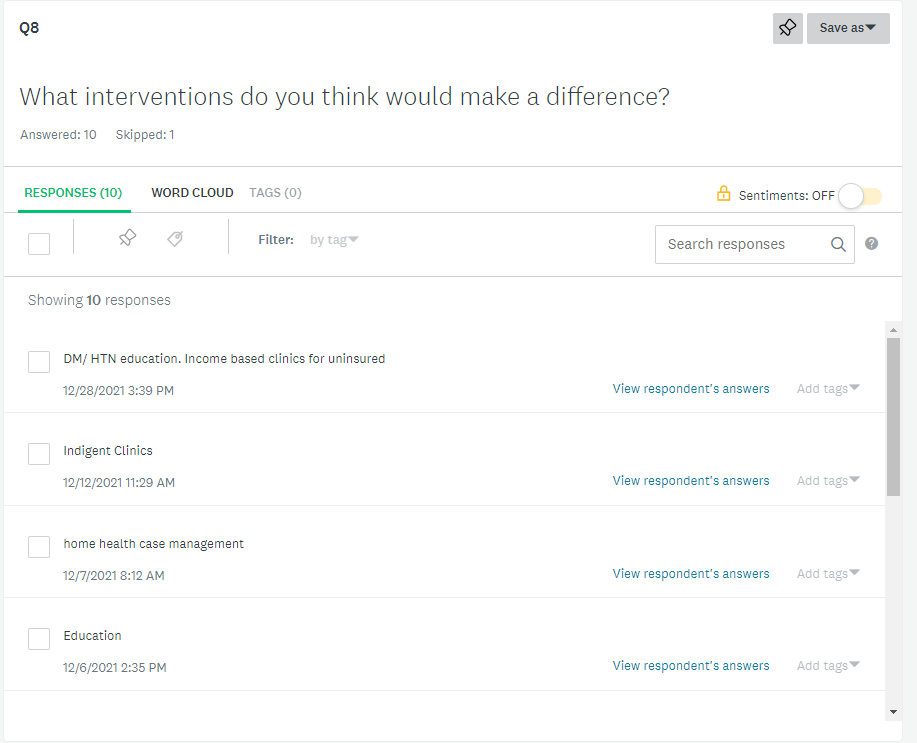 Q8
Save as
What interventions do you think would make a difference?
Answered: 10 Skipped: 1
RESPONSES (10) WORD CLOUD TAGS (0) Sentiments: OFF
Filter: by tag Search responses ?
Showing 10 responses
DM/ HTN education. Income based clinics for uninsured
12/28/2021 3:39 PM View respondent's answers Add tags
Indigent Clinics
12/12/2021 11:29 AM View respondent's answers Add tags
home health case management
12/7/2021 8:12 AM View respondent's answers Add tags
Education
12/6/2021 2:35 PM View respondent's answers Add tags